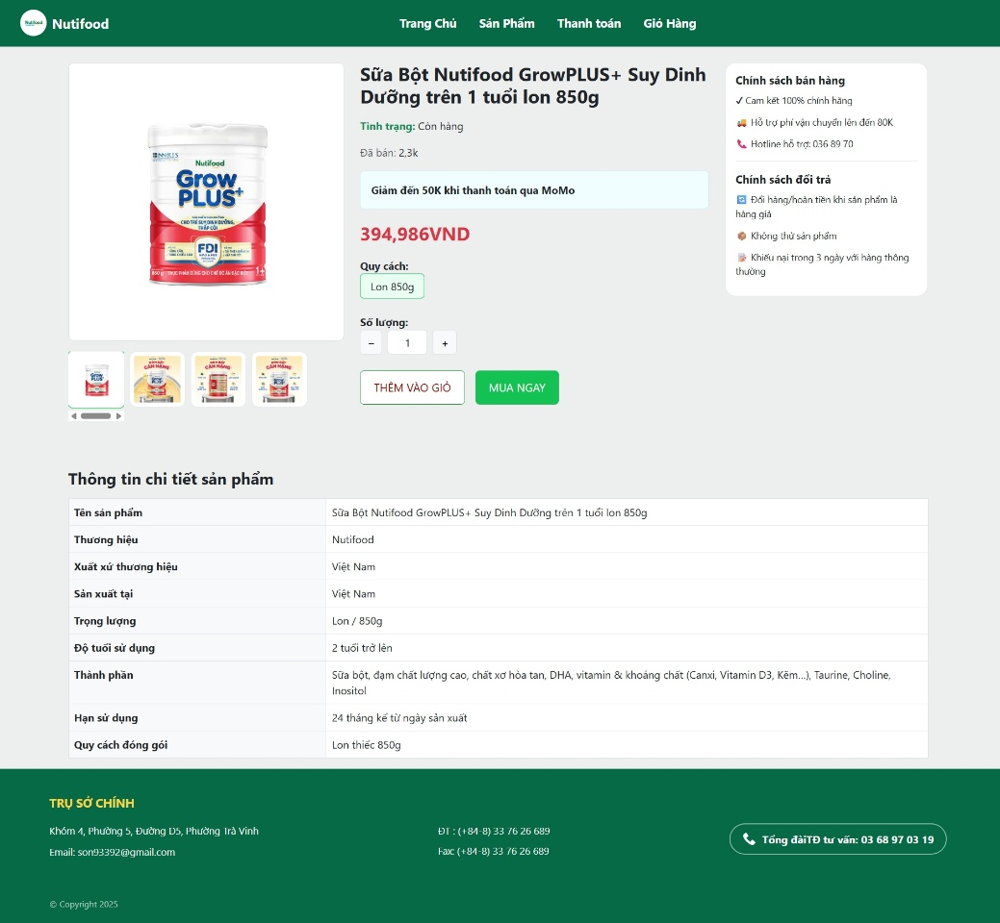 Nutifood
Nutifood
Trang Chủ
Sản Phẩm
Thanh toán
Giỏ Hàng
Nutifood
Grow
PLUS+
CHO TRẺ SUY DINH DƯỠNG,
THẤP CÒI
FDI
850 g
1+
Sữa Bột Nutifood GrowPLUS+ Suy Dinh
Dưỡng trên 1 tuổi lon 850g
Tình trạng: Còn hàng
Đã bán: 2,3k
Giảm đến 50K khi thanh toán qua MoMo
394,986VND
Quy cách:
Lon 850g
Số lượng:
–
1
+
THÊM VÀO GIỎ
MUA NGAY
Chính sách bán hàng
✓ Cam kết 100% chính hãng
🚚 Hỗ trợ phí vận chuyển lên đến 80K
📞 Hotline hỗ trợ: 036 89 70
Chính sách đổi trả
🔄 Đổi hàng/hoàn tiền khi sản phẩm là
hàng giả
📦 Không thử sản phẩm
📝 Khiếu nại trong 3 ngày với hàng thông
thường
Thông tin chi tiết sản phẩm
Tên sản phẩm
Sữa Bột Nutifood GrowPLUS+ Suy Dinh Dưỡng trên 1 tuổi lon 850g
Thương hiệu
Nutifood
Xuất xứ thương hiệu
Việt Nam
Sản xuất tại
Việt Nam
Trọng lượng
Lon / 850g
Độ tuổi sử dụng
2 tuổi trở lên
Thành phần
Sữa bột, đạm chất lượng cao, chất xơ hòa tan, DHA, vitamin & khoáng chất (Canxi, Vitamin D3, Kẽm...), Taurine, Choline,
Inositol
Hạn sử dụng
24 tháng kể từ ngày sản xuất
Quy cách đóng gói
Lon thiếc 850g
TRỤ SỞ CHÍNH
Khóm 4, Phường 5, Đường D5, Phường Trà Vinh
Email: son93392@gmail.com
ĐT : (+84-8) 33 76 26 689
Fax: (+84-8) 33 76 26 689
Tổng đàiTĐ tư vấn: 03 68 97 03 19
© Copyright 2025